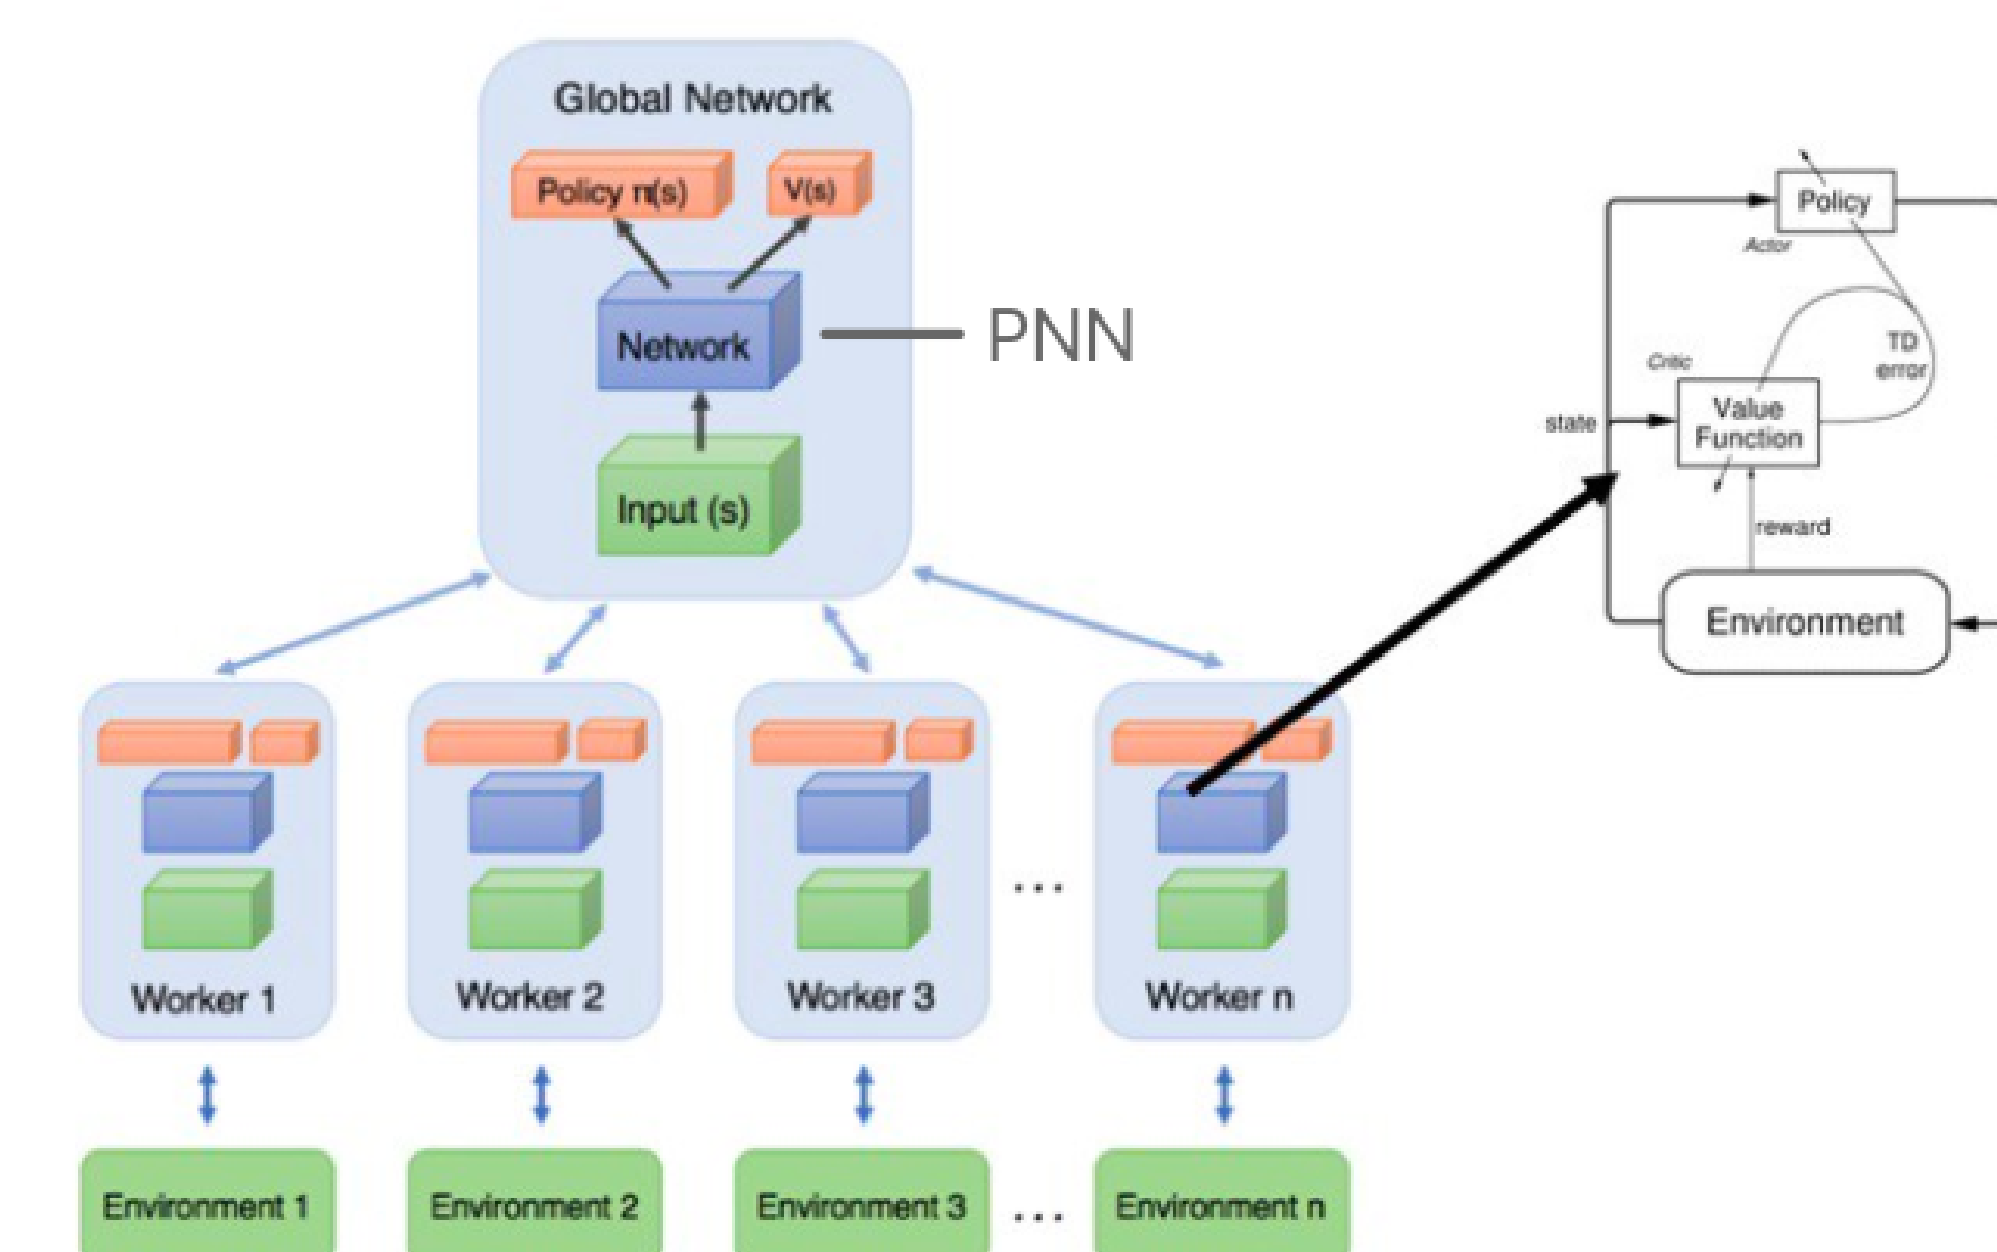 Global Network
Policy π(s)
V(s)
Network
PNN
Input (s)
Policy
Actor
TD
error
Critic
Value
Function
state
reward
Environment
Worker 1
Worker 2
Worker 3
...
Worker n
Environment 1
Environment 2
Environment 3
...
Environment n